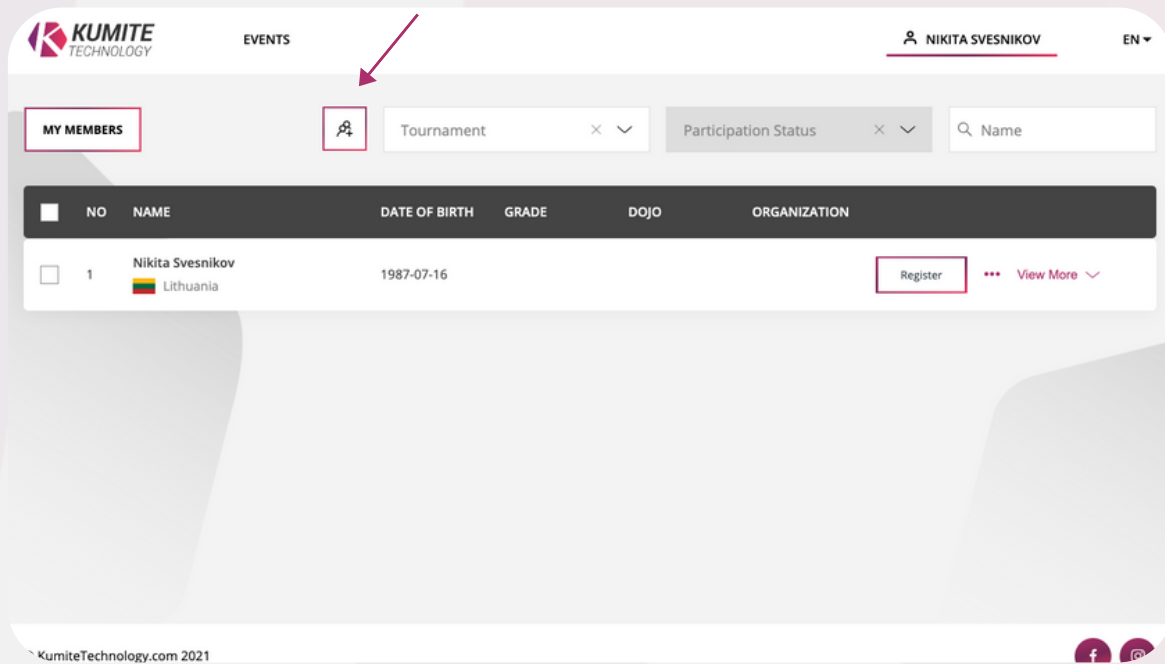 KUMITE
TECHNOLOGY
EVENTS
NIKITA SVESNIKOV
EN
MY MEMBERS
Tournament
Participation Status
Name
NO NAME DATE OF BIRTH GRADE DOJO ORGANIZATION
1 Nikita Svesnikov 1987-07-16 Register ••• View More
Lithuania
KumiteTechnology.com 2021